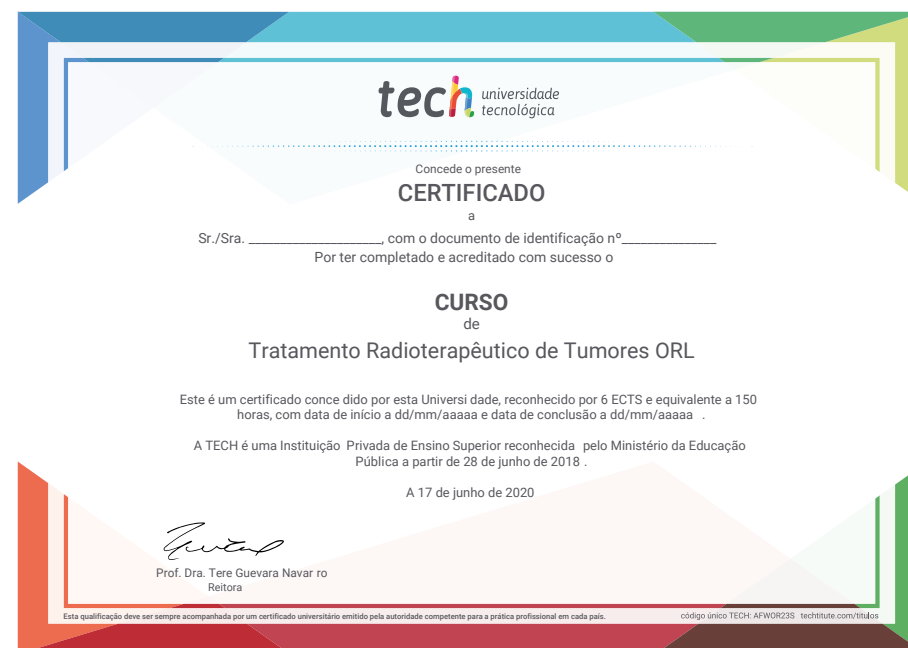 tech universidade
tecnológica
Concede o presente
CERTIFICADO
a
Sr./Sra. ____________________, com o documento de identificação nº______________
Por ter completado e acreditado com sucesso o
CURSO
de
Tratamento Radioterapêutico de Tumores ORL
Este é um certificado conce dido por esta Universi dade, reconhecido por 6 ECTS e equivalente a 150
horas, com data de início a dd/mm/aaaaa e data de conclusão a dd/mm/aaaaa .
A TECH é uma Instituição Privada de Ensino Superior reconhecida pelo Ministério da Educação
Pública a partir de 28 de junho de 2018 .
A 17 de junho de 2020
Prof. Dra. Tere Guevara Navar ro
Reitora
Esta qualificação deve ser sempre acompanhada por um certificado universitário emitido pela autoridade competente para a prática profissional em cada país. código único TECH: AFWOR23S techtitute.com/titulos